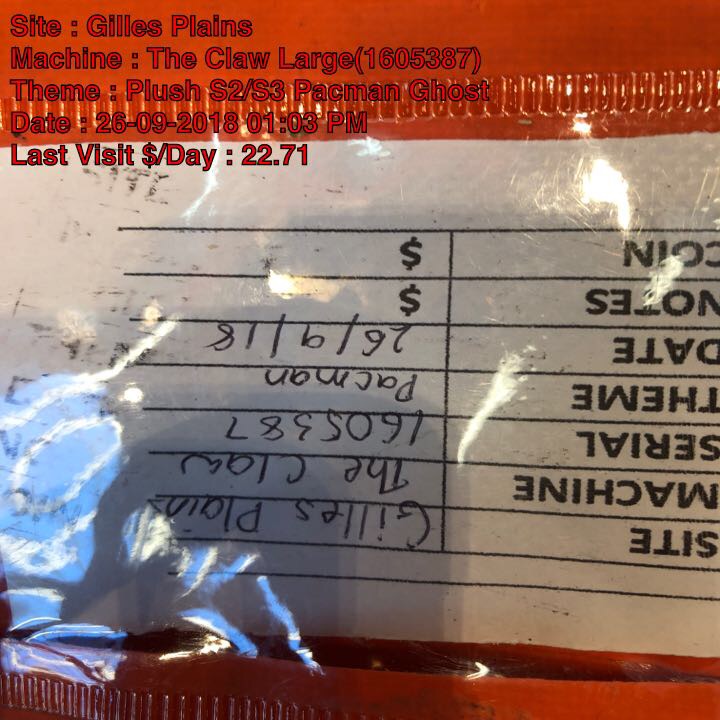 Site : Gilles Plains
Machine : The Claw Large(1605387)
Theme : Plush S2/S3 Pacman Ghost
Date : 26-09-2018 01:03 PM
Last Visit $/Day : 22.71
SITE Gilles Plains
MACHINE The Claw
SERIAL 1605387
THEME Pacman
DATE 26/9/18
NOTES $
COIN $